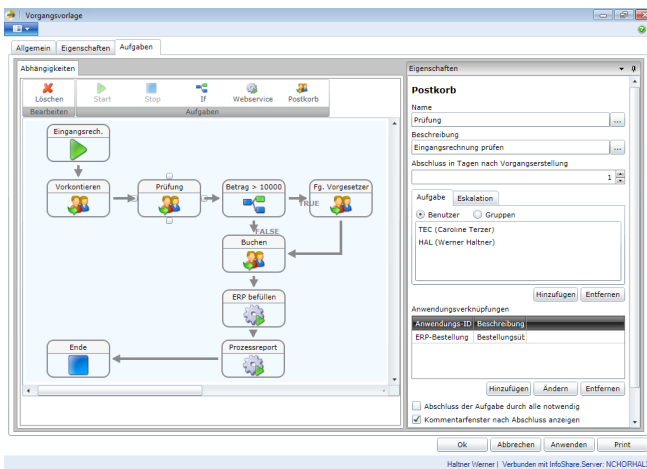 Vorgangsvorlage
Allgemein Eigenschaften Aufgaben
Abhängigkeiten
Löschen Start Stop If Webservice Postkorb
Bearbeiten Aufgaben
Eingangsrech.
Vorkontieren Prüfung Betrag > 10000 Fg. Vorgesetzer
TRUE
FALSE
Buchen
ERP befüllen
Ende Prozessreport
Eigenschaften
Postkorb
Name
Prüfung ...
Beschreibung
Eingangsrechnung prüfen ...
Abschluss in Tagen nach Vorgangserstellung
1
Aufgabe Eskalation
Benutzer Gruppen
TEC (Caroline Terzer)
HAL (Werner Haltner)
Hinzufügen Entfernen
Anwendungsverknüpfungen
Anwendungs-ID Beschreibung
ERP-Bestellung Bestellungsüb
Hinzufügen Ändern Entfernen
Abschluss der Aufgabe durch alle notwendig
Kommentarfenster nach Abschluss anzeigen
Ok Abbrechen Anwenden Print
Haltner Werner | Verbunden mit InfoShare.Server: NCHORHAL